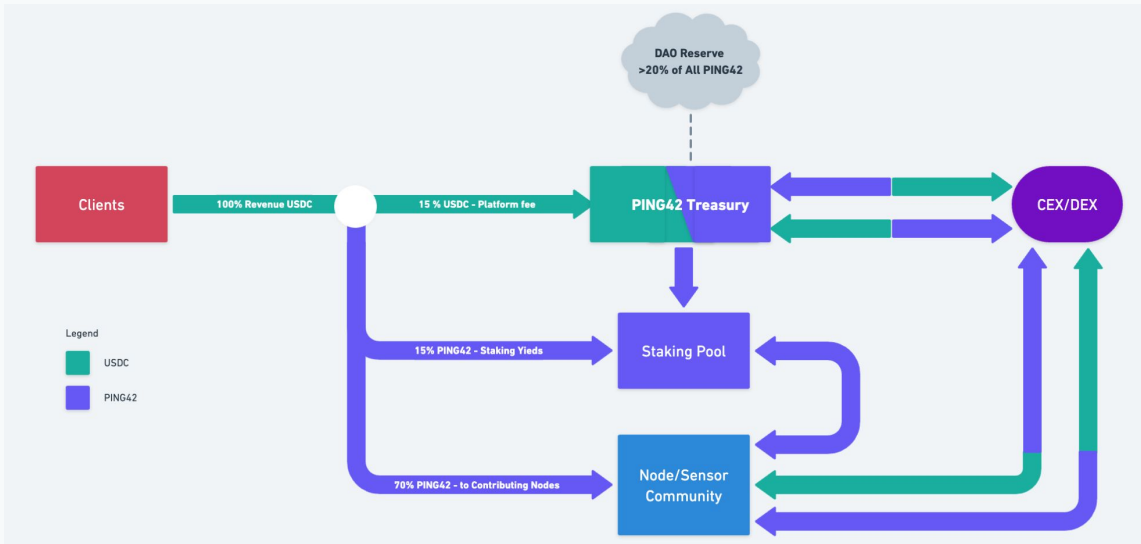 DAO Reserve
>20% of All PING42
Clients
100% Revenue USDC
15 % USDC - Platform fee
PING42 Treasury
CEX/DEX
Legend
USDC
PING42
15% PING42 - Staking Yieds
Staking Pool
70% PING42 - to Contributing Nodes
Node/Sensor
Community